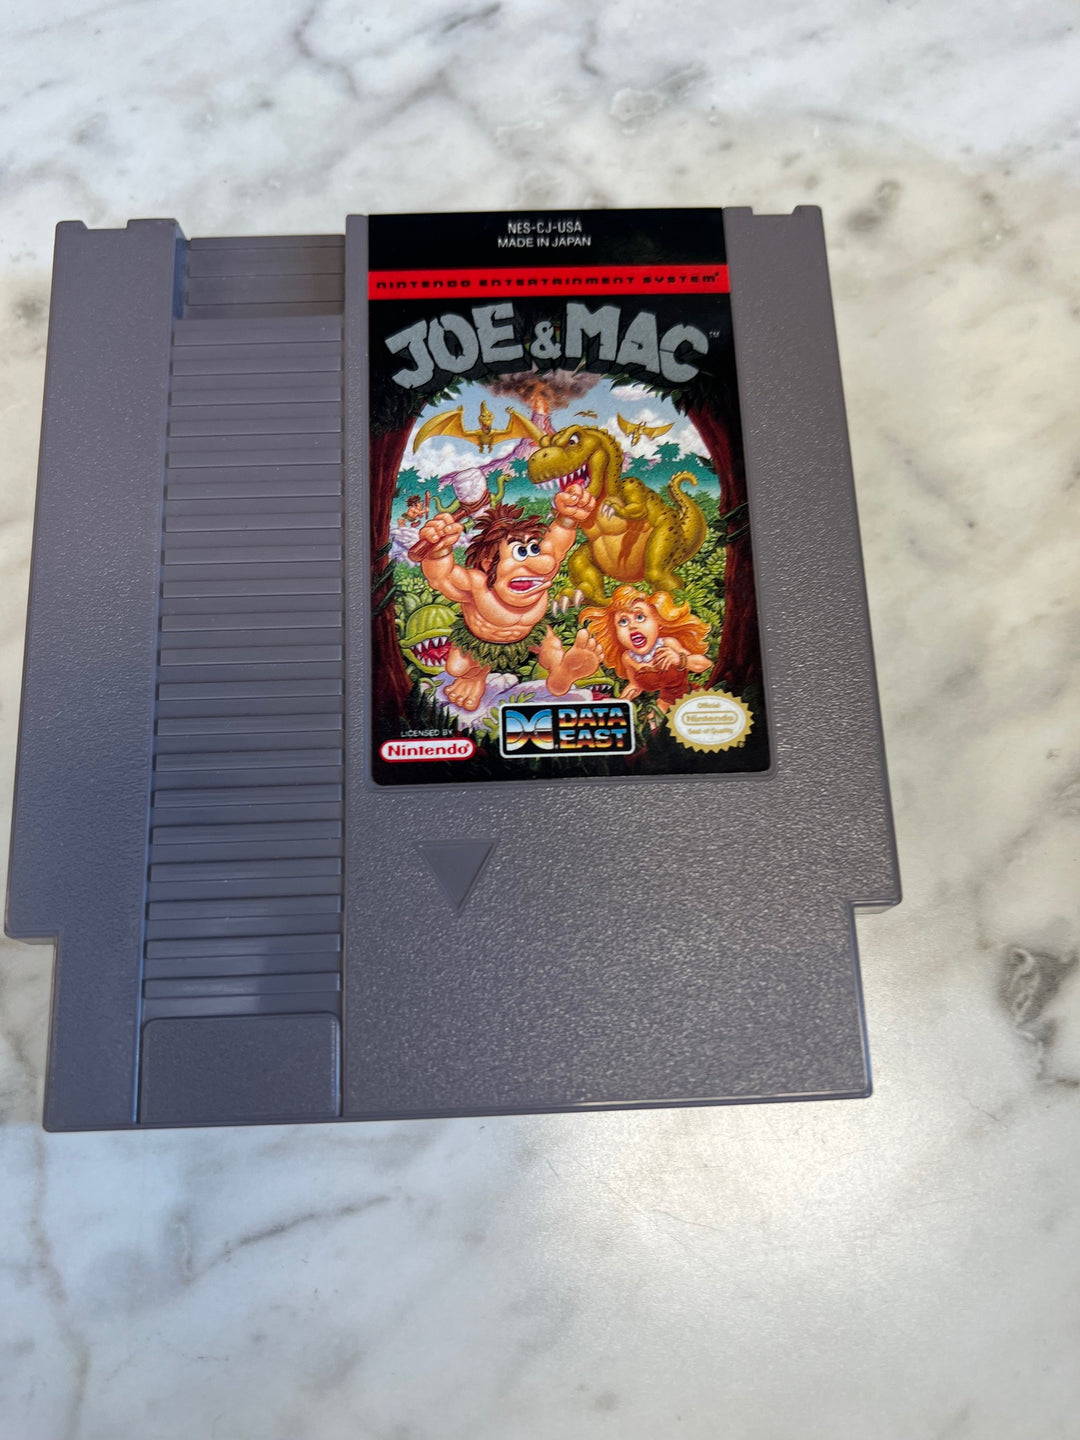 NES-CJ-USA
MADE IN JAPAN
NINTENDO ENTERTAINMENT SYSTEM®
JOE & MAC™
LICENSED BY
Nintendo®
DATA
EAST
Official
Nintendo
Seal of Quality